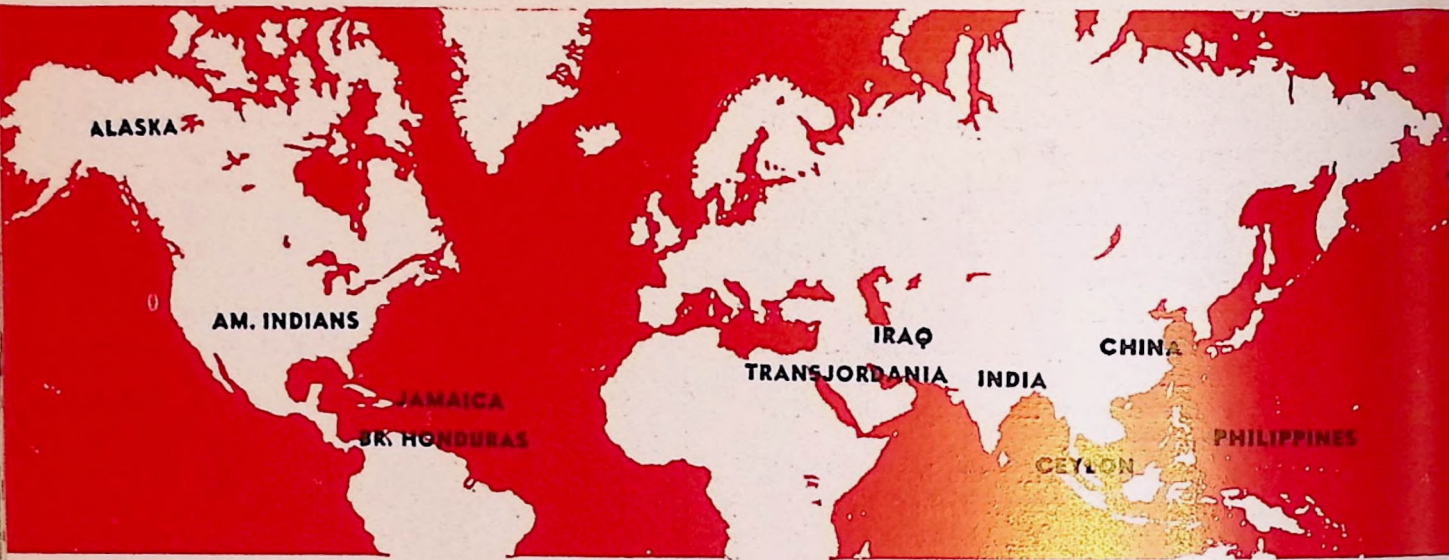 ALASKA
AM. INDIANS
JAMAICA
BR. HONDURAS
IRAQ
TRANSJORDANIA
INDIA
CHINA
CEYLON
PHILIPPINES